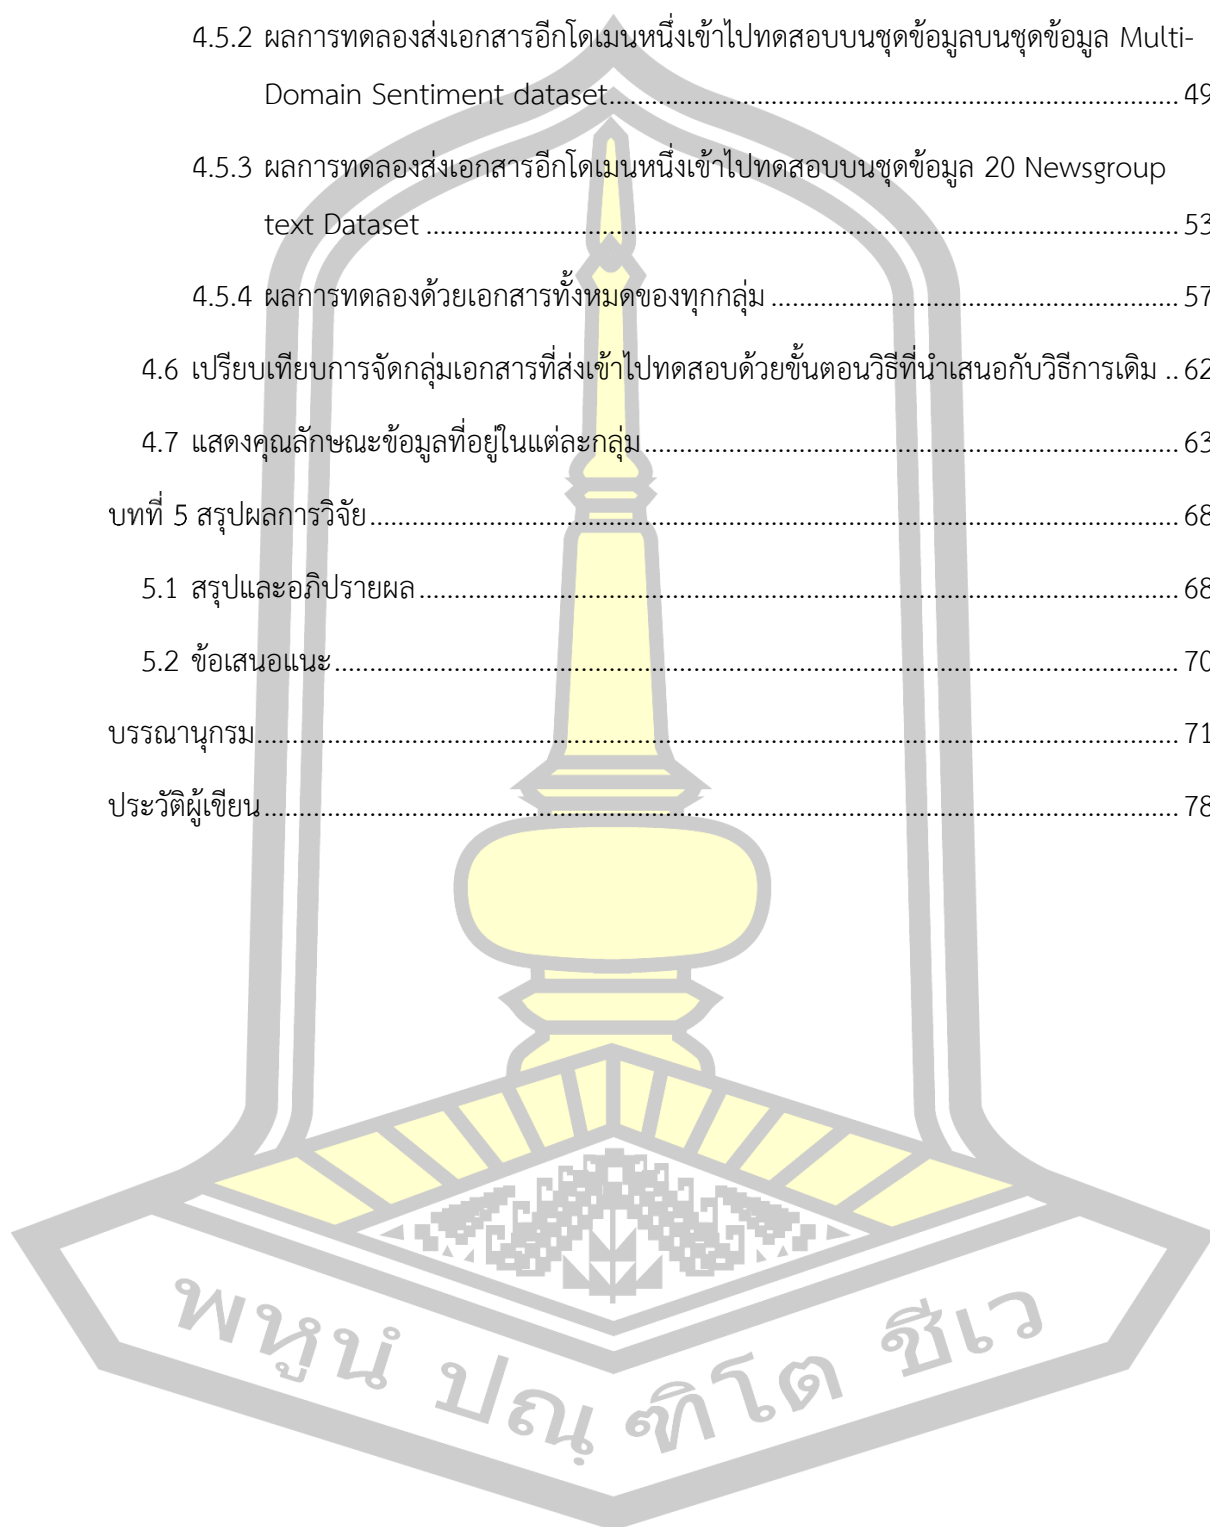 4.5.2 ผลการทดลองส่งเอกสารอีกโดเมนหนึ่งเข้าไปทดสอบบนชุดข้อมูลบนชุดข้อมูล Multi-
Domain Sentiment dataset 49
4.5.3 ผลการทดลองส่งเอกสารอีกโดเมนหนึ่งเข้าไปทดสอบบนชุดข้อมูล 20 Newsgroup
text Dataset 53
4.5.4 ผลการทดลองด้วยเอกสารทั้งหมดของทุกกลุ่ม 57
4.6 เปรียบเทียบการจัดกลุ่มเอกสารที่ส่งเข้าไปทดสอบด้วยขั้นตอนวิธีที่นำเสนอกับวิธีการเดิม .. 62
4.7 แสดงคุณลักษณะข้อมูลที่อยู่ในแต่ละกลุ่ม 63
บทที่ 5 สรุปผลการวิจัย 68
5.1 สรุปและอภิปรายผล 68
5.2 ข้อเสนอแนะ 70
บรรณานุกรม 71
ประวัติผู้เขียน 78
พหูนํ ปณฺฑิโต ชีเว